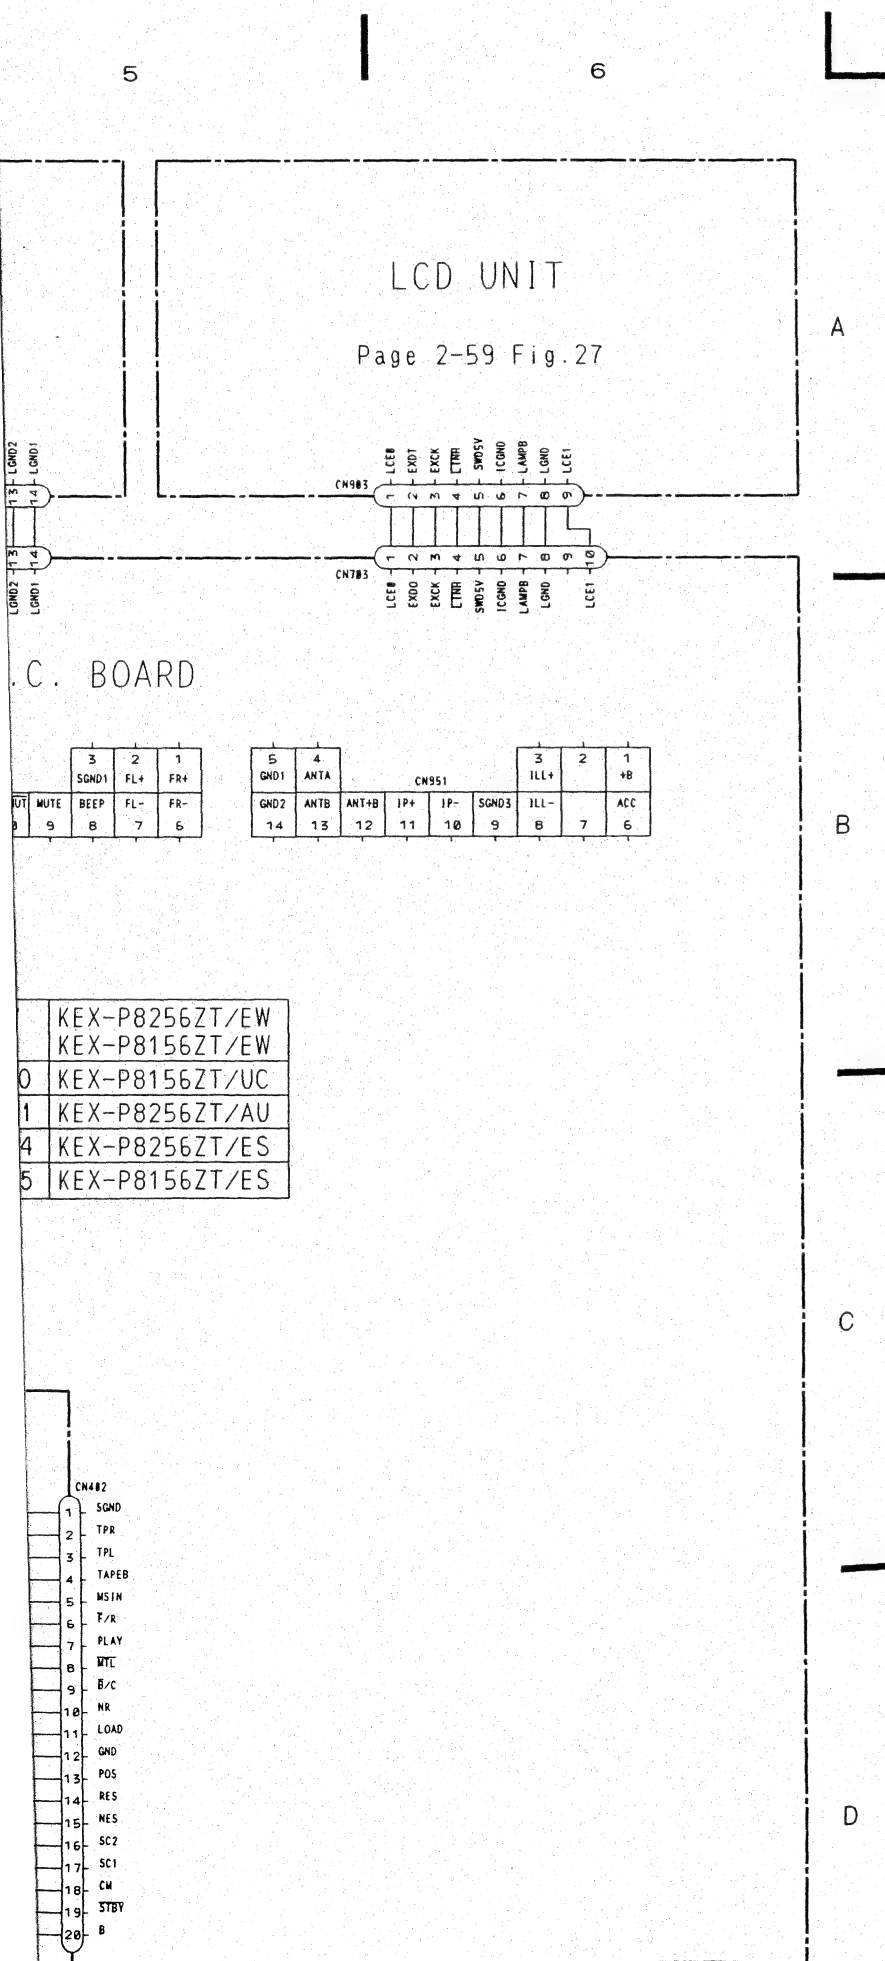 5
6
LCD UNIT
A
Page 2-59 Fig.27
LGND2 LGND1
LCE0 EXDT EXCK LTNR SWD5V ICGND LAMPB LGND LCE1
CN903
13 14
1 2 3 4 5 6 7 8 9
13 14
1 2 3 4 5 6 7 8 9 10
CN703
LGND2 LGND1
LCE0 EXDO EXCK LTNR SWD5V ICGND LAMPB LGND LCE1
.C. BOARD
3 2 1
SGND1 FL+ FR+
MUTE BEEP FL- FR-
9 8 7 6
5 4 3 2 1
GND1 ANTA CN951 ILL+ +B
GND2 ANTB ANT+B IP+ IP- SGND3 ILL- ACC
14 13 12 11 10 9 8 7 6
B
KEX-P8256ZT/EW
KEX-P8156ZT/EW
0 KEX-P8156ZT/UC
1 KEX-P8256ZT/AU
4 KEX-P8256ZT/ES
5 KEX-P8156ZT/ES
C
CN402
1 SGND
2 TPR
3 TPL
4 TAPEB
5 MSIN
6 F/R
7 PLAY
8 MTL
9 B/C
10 NR
11 LOAD
12 GND
13 POS
14 RES
15 NES
16 SC2
17 SC1
18 CM
19 STBY
20 B
D